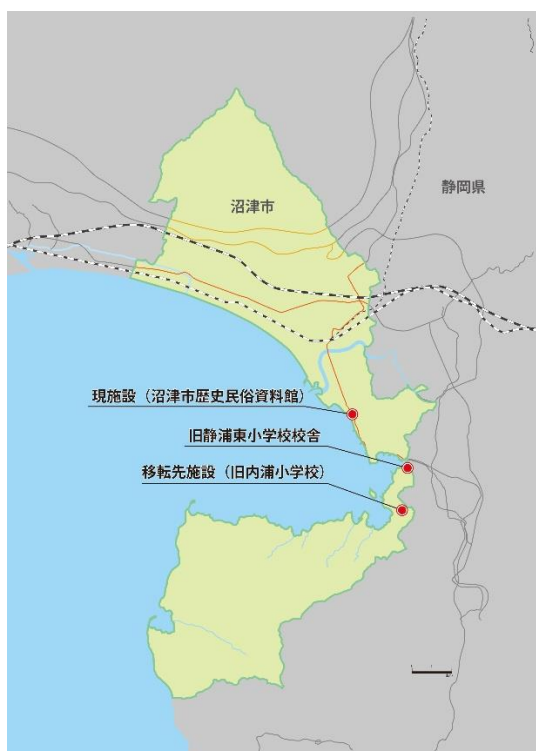 静岡県
沼津市
現施設（沼津市歴史民俗資料館）
旧静浦東小学校校舎
移転先施設（旧内浦小学校）